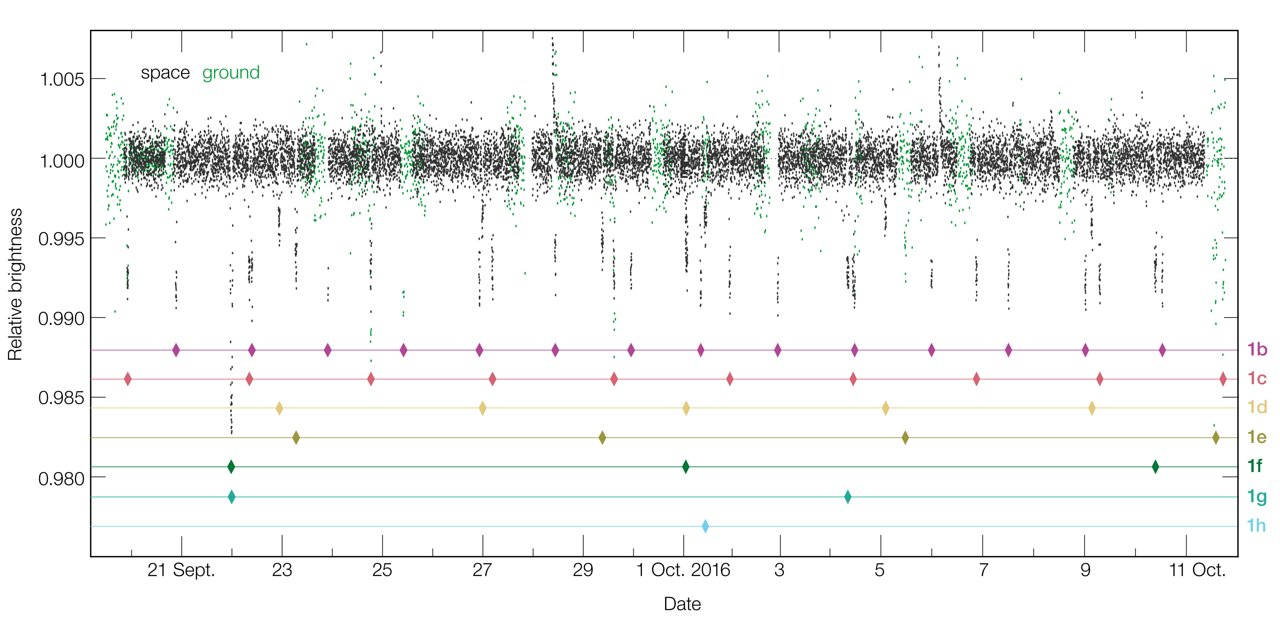 space ground
1.005
1.000
0.995
0.990
0.985
0.980
Relative brightness
1b
1c
1d
1e
1f
1g
1h
21 Sept. 23 25 27 29 1 Oct. 2016 3 5 7 9 11 Oct.
Date